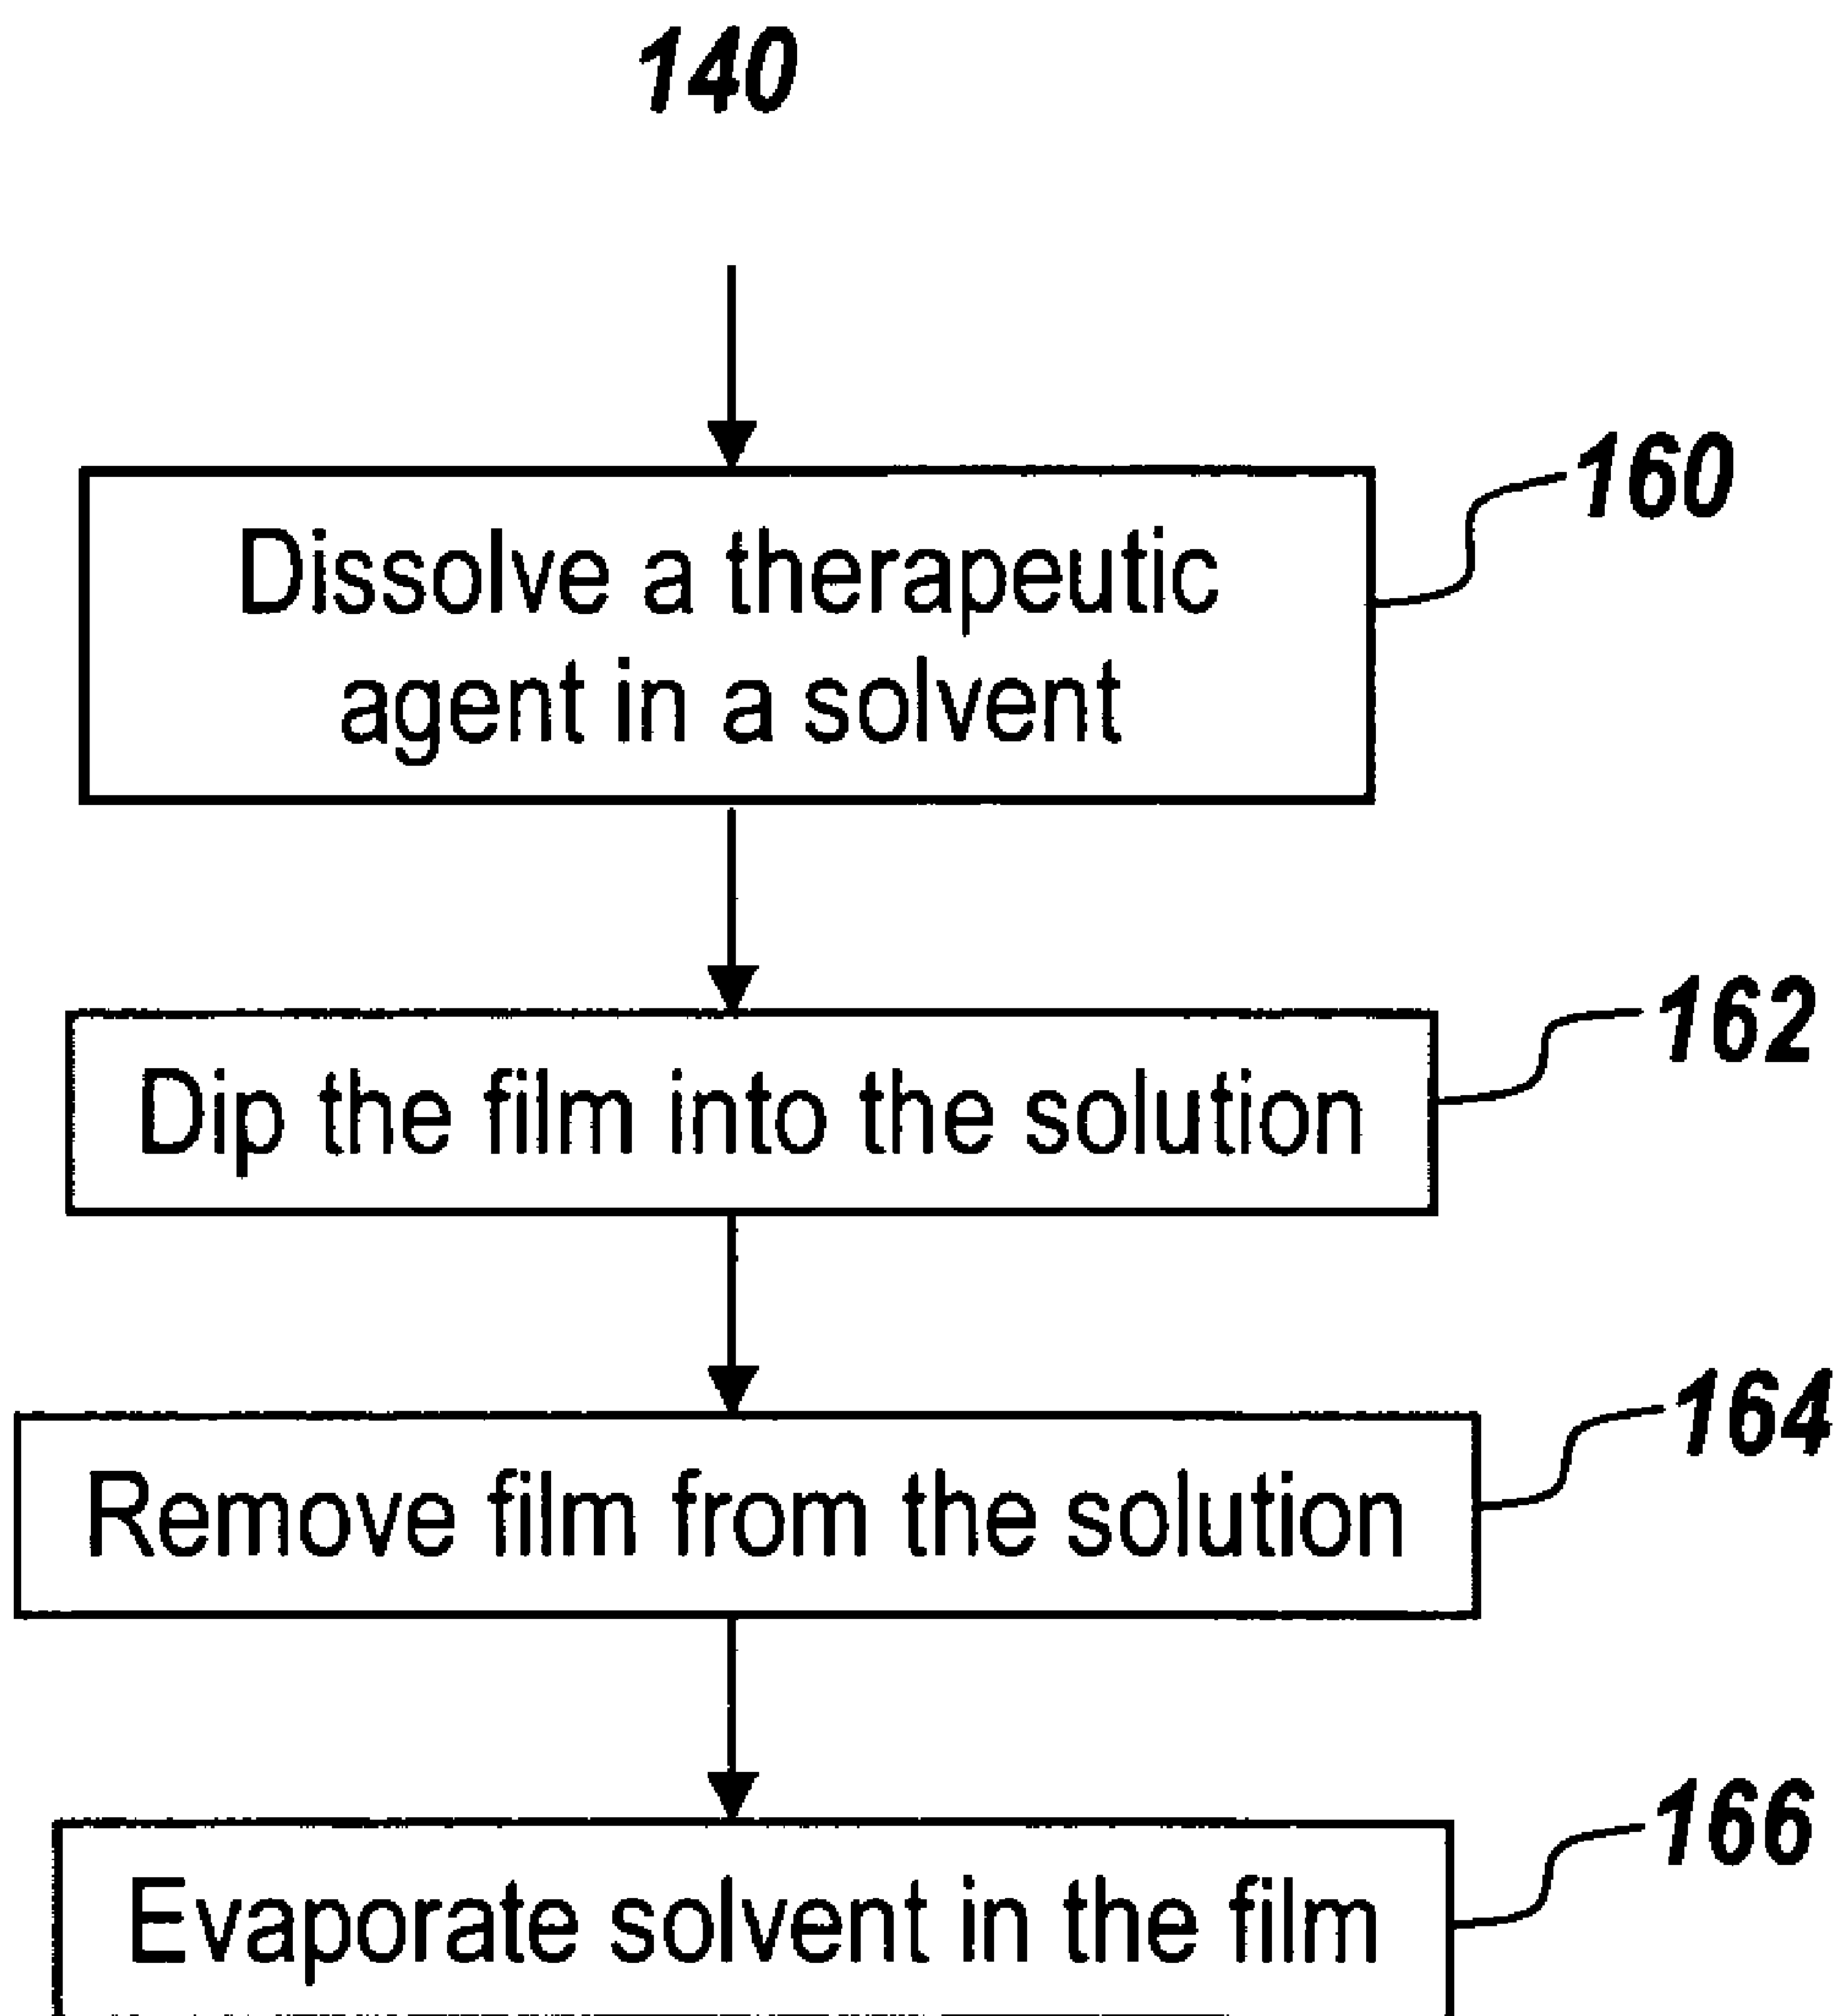 140
160
Dissolve a therapeutic
agent in a solvent
162
Dip the film into the solution
164
Remove film from the solution
166
Evaporate solvent in the film